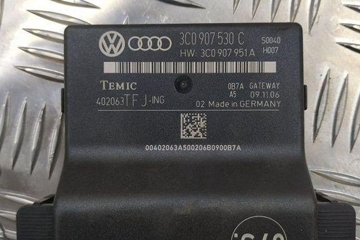 3C0 907 530 C S0040
HW: 3C0 907 951 A H007
TEMIC 0B7A GATEWAY
402063TFJ-ING A5 09.11.06
02 Made in GERMANY
00402063A500206B0900B7A